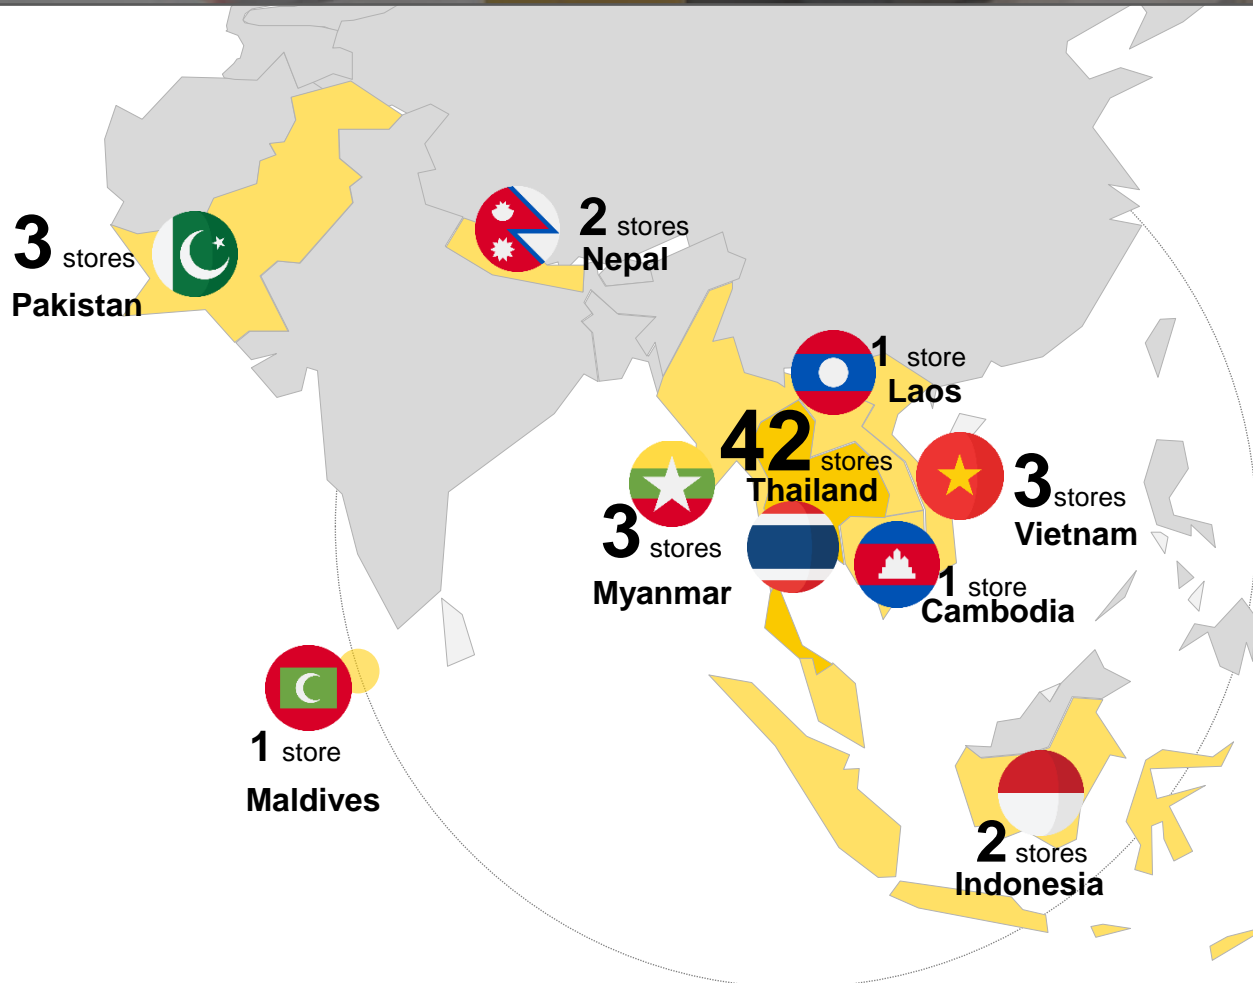 3 stores
Pakistan
2 stores
Nepal
1 store
Laos
42 stores
Thailand
3 stores
Vietnam
3 stores
Myanmar
1 store
Cambodia
1 store
Maldives
2 stores
Indonesia